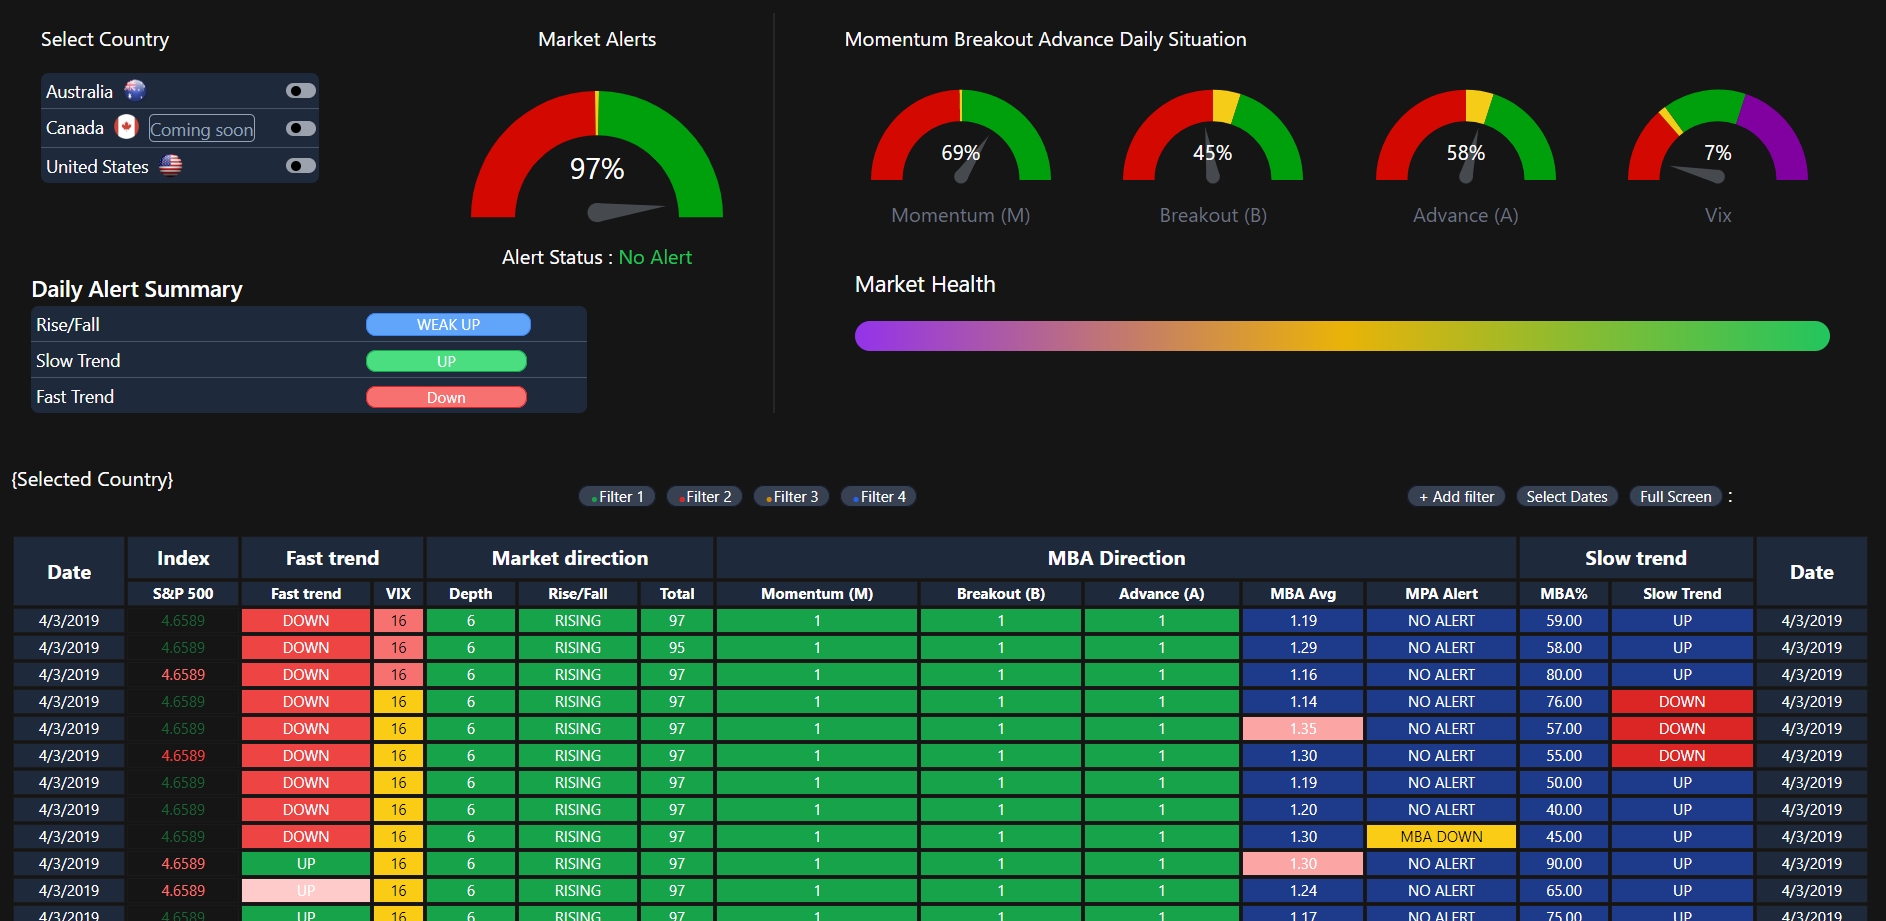 Select Country
Market Alerts
Momentum Breakout Advance Daily Situation
Australia
Canada Coming soon
United States
97%
69%
45%
58%
7%
Momentum (M)
Breakout (B)
Advance (A)
Vix
Alert Status : No Alert
Daily Alert Summary
Rise/Fall WEAK UP
Slow Trend UP
Fast Trend Down
Market Health
{Selected Country}
Filter 1 Filter 2 Filter 3 Filter 4
+ Add filter Select Dates Full Screen :
Date Index Fast trend Market direction MBA Direction Slow trend Date
S&P 500 Fast trend VIX Depth Rise/Fall Total Momentum (M) Breakout (B) Advance (A) MBA Avg MPA Alert MBA% Slow Trend
4/3/2019 4.6589 DOWN 16 6 RISING 97 1 1 1 1.19 NO ALERT 59.00 UP 4/3/2019
4/3/2019 4.6589 DOWN 16 6 RISING 95 1 1 1 1.29 NO ALERT 58.00 UP 4/3/2019
4/3/2019 4.6589 DOWN 16 6 RISING 97 1 1 1 1.16 NO ALERT 80.00 UP 4/3/2019
4/3/2019 4.6589 DOWN 16 6 RISING 97 1 1 1 1.14 NO ALERT 76.00 DOWN 4/3/2019
4/3/2019 4.6589 DOWN 16 6 RISING 97 1 1 1 1.35 NO ALERT 57.00 DOWN 4/3/2019
4/3/2019 4.6589 DOWN 16 6 RISING 97 1 1 1 1.30 NO ALERT 55.00 DOWN 4/3/2019
4/3/2019 4.6589 DOWN 16 6 RISING 97 1 1 1 1.19 NO ALERT 50.00 UP 4/3/2019
4/3/2019 4.6589 DOWN 16 6 RISING 97 1 1 1 1.20 NO ALERT 40.00 UP 4/3/2019
4/3/2019 4.6589 DOWN 16 6 RISING 97 1 1 1 1.30 MBA DOWN 45.00 UP 4/3/2019
4/3/2019 4.6589 UP 16 6 RISING 97 1 1 1 1.30 NO ALERT 90.00 UP 4/3/2019
4/3/2019 4.6589 UP 16 6 RISING 97 1 1 1 1.24 NO ALERT 65.00 UP 4/3/2019
4/3/2019 4.6589 UP 16 6 RISING 97 1 1 1 1.17 NO ALERT 75.00 UP 4/3/2019